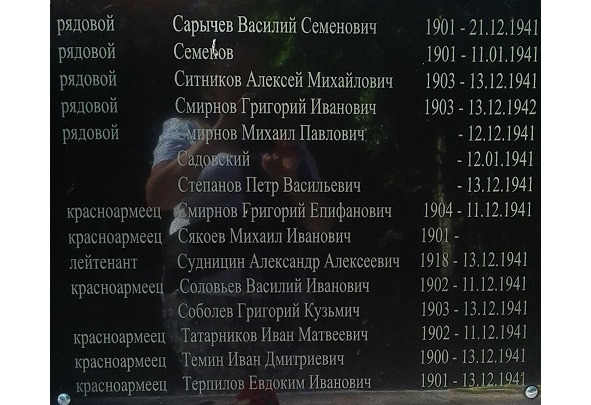 рядовой Сарычев Василий Семенович 1901 - 21.12.1941
рядовой Семенов 1901 - 11.01.1941
рядовой Ситников Алексей Михайлович 1903 - 13.12.1941
рядовой Смирнов Григорий Иванович 1903 - 13.12.1942
рядовой Смирнов Михаил Павлович - 12.12.1941
Садовский - 12.01.1941
Степанов Петр Васильевич - 13.12.1941
красноармеец Смирнов Григорий Епифанович 1904 - 11.12.1941
красноармеец Сякоев Михаил Иванович 1901 -
лейтенант Судницин Александр Алексеевич 1918 - 13.12.1941
красноармеец Соловьев Василий Иванович 1902 - 11.12.1941
Соболев Григорий Кузьмич 1903 - 13.12.1941
красноармеец Татарников Иван Матвеевич 1902 - 11.12.1941
красноармеец Темин Иван Дмитриевич 1900 - 13.12.1941
красноармеец Терпилов Евдоким Иванович 1901 - 13.12.1941